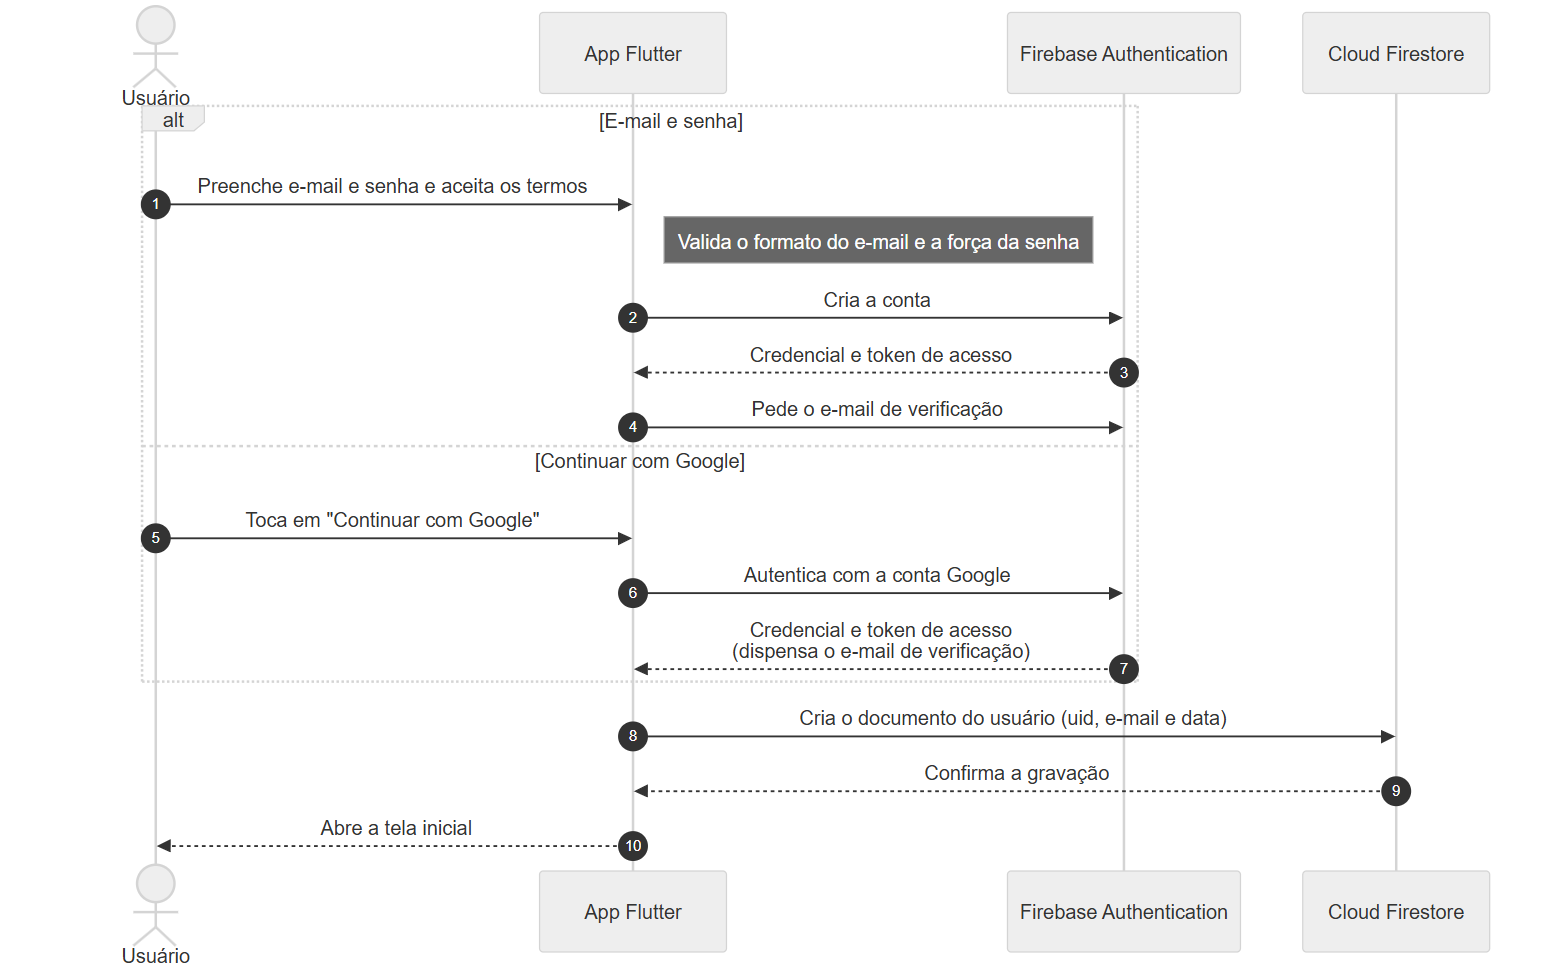 Usuário
App Flutter
Firebase Authentication
Cloud Firestore
alt
[E-mail e senha]
Preenche e-mail e senha e aceita os termos
1
Valida o formato do e-mail e a força da senha
Cria a conta
2
Credencial e token de acesso
3
Pede o e-mail de verificação
4
[Continuar com Google]
Toca em "Continuar com Google"
5
Autentica com a conta Google
6
Credencial e token de acesso
(dispensa o e-mail de verificação)
7
Cria o documento do usuário (uid, e-mail e data)
8
Confirma a gravação
9
Abre a tela inicial
10
Usuário
App Flutter
Firebase Authentication
Cloud Firestore